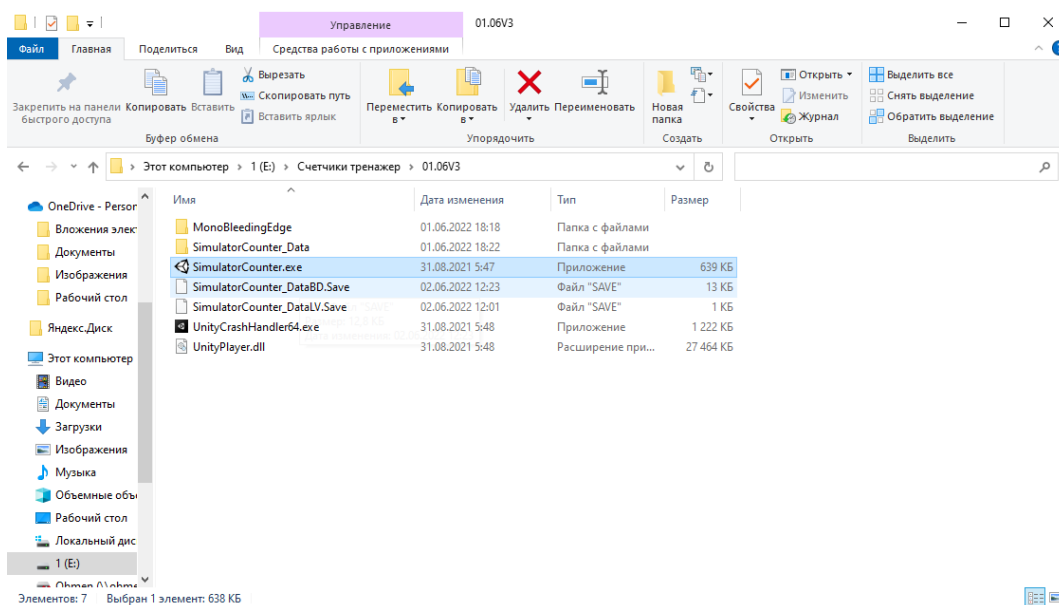 Управление
01.06V3
Файл Главная Поделиться Вид Средства работы с приложениями
Закрепить на панели быстрого доступа
Копировать
Вставить
Вырезать
Скопировать путь
Вставить ярлык
Буфер обмена
Переместить в
Копировать в
Удалить
Переименовать
Упорядочить
Новая папка
Создать
Свойства
Открыть
Изменить
Журнал
Открыть
Выделить все
Снять выделение
Обратить выделение
Выделить
Этот компьютер > 1 (E:) > Счетчики тренажер > 01.06V3
Имя Дата изменения Тип Размер
MonoBleedingEdge 01.06.2022 18:18 Папка с файлами
SimulatorCounter_Data 01.06.2022 18:22 Папка с файлами
SimulatorCounter.exe 31.08.2021 5:47 Приложение 639 КБ
SimulatorCounter_DataBD.Save 02.06.2022 12:23 Файл "SAVE" 13 КБ
SimulatorCounter_DataLV.Save 02.06.2022 12:01 Файл "SAVE" 1 КБ
UnityCrashHandler64.exe 31.08.2021 5:48 Приложение 1 222 КБ
UnityPlayer.dll 31.08.2021 5:48 Расширение при... 27 464 КБ
OneDrive - Person
Вложения элек
Документы
Изображения
Рабочий стол
Яндекс.Диск
Этот компьютер
Видео
Документы
Загрузки
Изображения
Музыка
Объемные объ
Рабочий стол
Локальный дис
1 (E:)
Элементов: 7 Выбран 1 элемент: 638 КБ